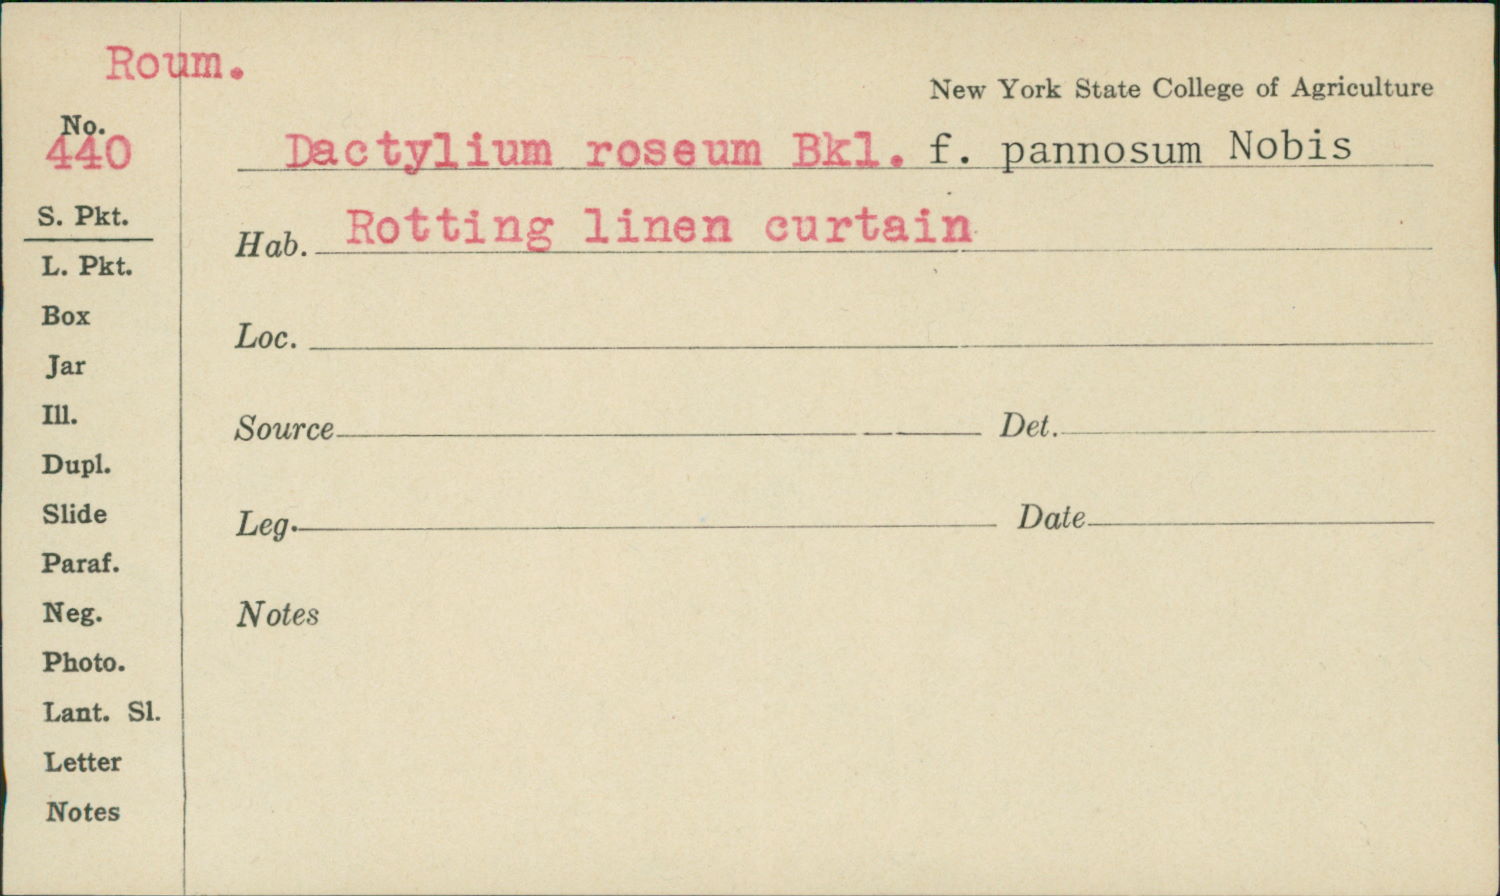 Roum.
New York State College of Agriculture
No.
440
Dactylium roseum Bkl. f. pannosum Nobis
S. Pkt.
Hab. Rotting linen curtain
L. Pkt.
Box
Loc.
Jar
Ill.
Source Det.
Dupl.
Slide
Leg. Date
Paraf.
Neg.
Notes
Photo.
Lant. Sl.
Letter
Notes